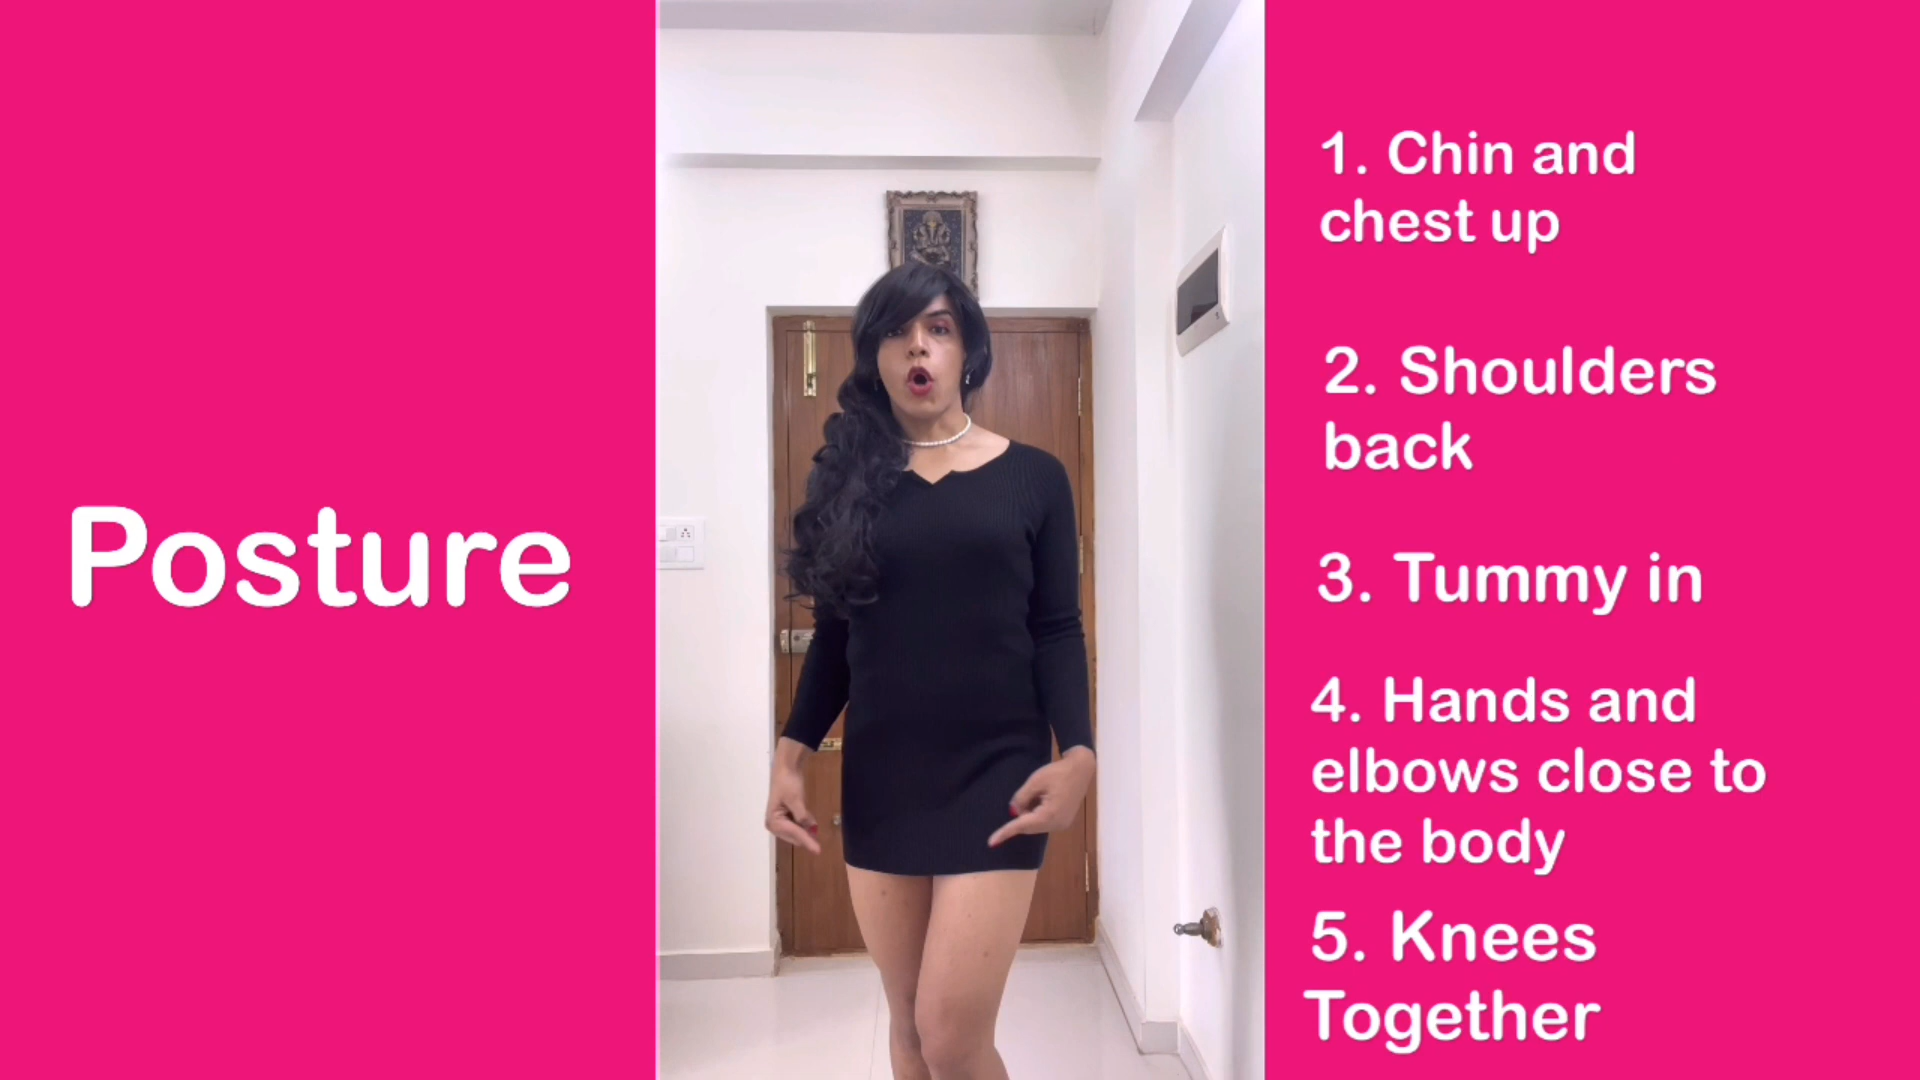 Posture
1. Chin and
chest up
2. Shoulders
back
3. Tummy in
4. Hands and
elbows close to
the body
5. Knees
Together